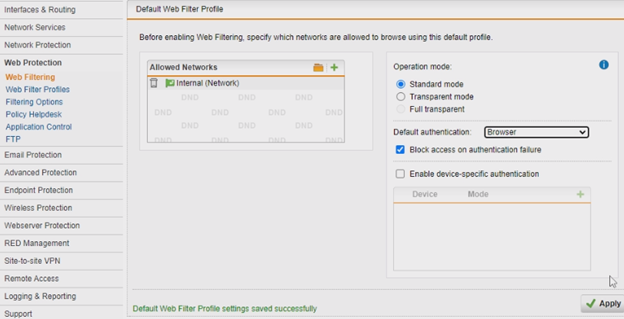 Interfaces & Routing
Network Services
Network Protection
Web Protection
Web Filtering
Web Filter Profiles
Filtering Options
Policy Helpdesk
Application Control
FTP
Email Protection
Advanced Protection
Endpoint Protection
Wireless Protection
Webserver Protection
RED Management
Site-to-site VPN
Remote Access
Logging & Reporting
Support
Default Web Filter Profile
Before enabling Web Filtering, specify which networks are allowed to browse using this default profile.
Allowed Networks
Internal (Network)
DND DND DND
DND DND DND
DND DND DND
DND DND DND
Operation mode:
Standard mode
Transparent mode
Full transparent
Default authentication: Browser
Block access on authentication failure
Enable device-specific authentication
Device Mode
Default Web Filter Profile settings saved successfully
Apply